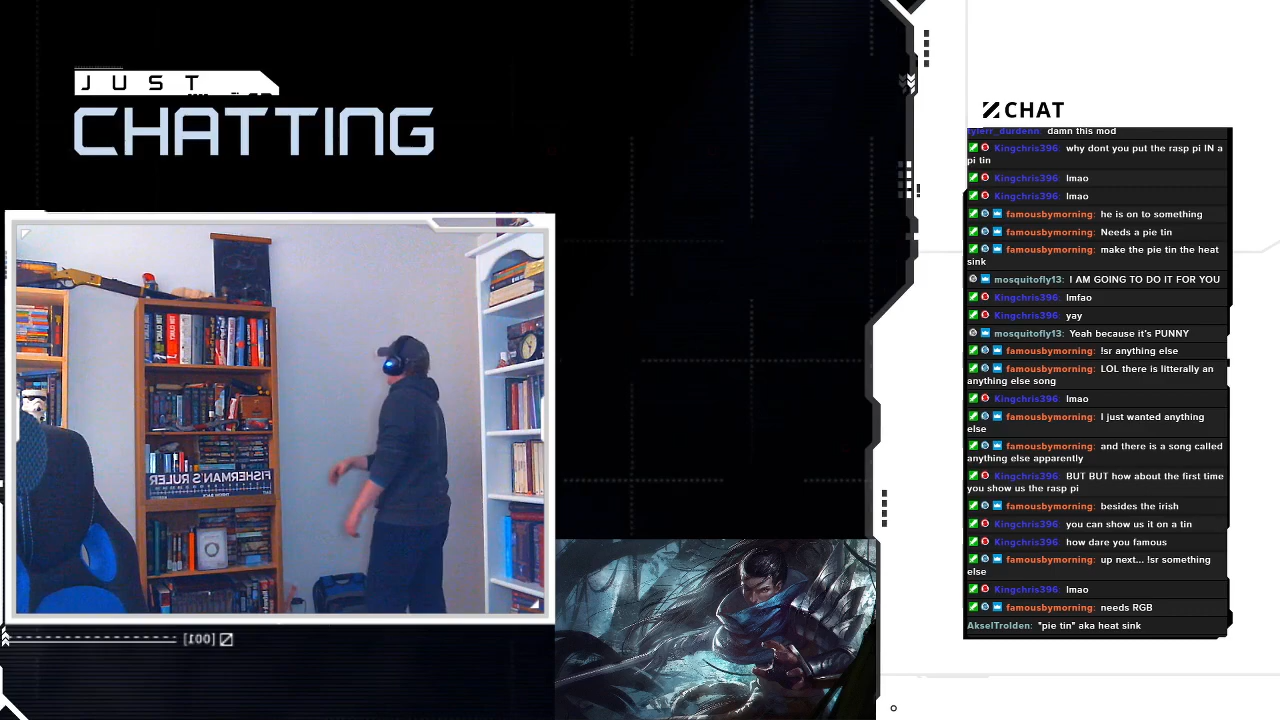 JUST
CHATTING
CHAT
tylerr_durdenn: damn this mod
Kingchris396: why dont you put the rasp pi IN a
pi tin
Kingchris396: lmao
Kingchris396: lmao
famousbymorning: he is on to something
famousbymorning: Needs a pie tin
famousbymorning: make the pie tin the heat
sink
mosquitofly13: I AM GOING TO DO IT FOR YOU
Kingchris396: lmfao
Kingchris396: yay
mosquitofly13: Yeah because it's PUNNY
famousbymorning: !sr anything else
famousbymorning: LOL there is litterally an
anything else song
Kingchris396: lmao
famousbymorning: I just wanted anything
else
famousbymorning: and there is a song called
anything else apparently
Kingchris396: BUT BUT how about the first time
you show us the rasp pi
famousbymorning: besides the irish
Kingchris396: you can show us it on a tin
Kingchris396: how dare you famous
famousbymorning: up next... !sr something
else
Kingchris396: lmao
famousbymorning: needs RGB
AkselTrolden: "pie tin" aka heat sink
FISHERMAN'S RULER
[100]